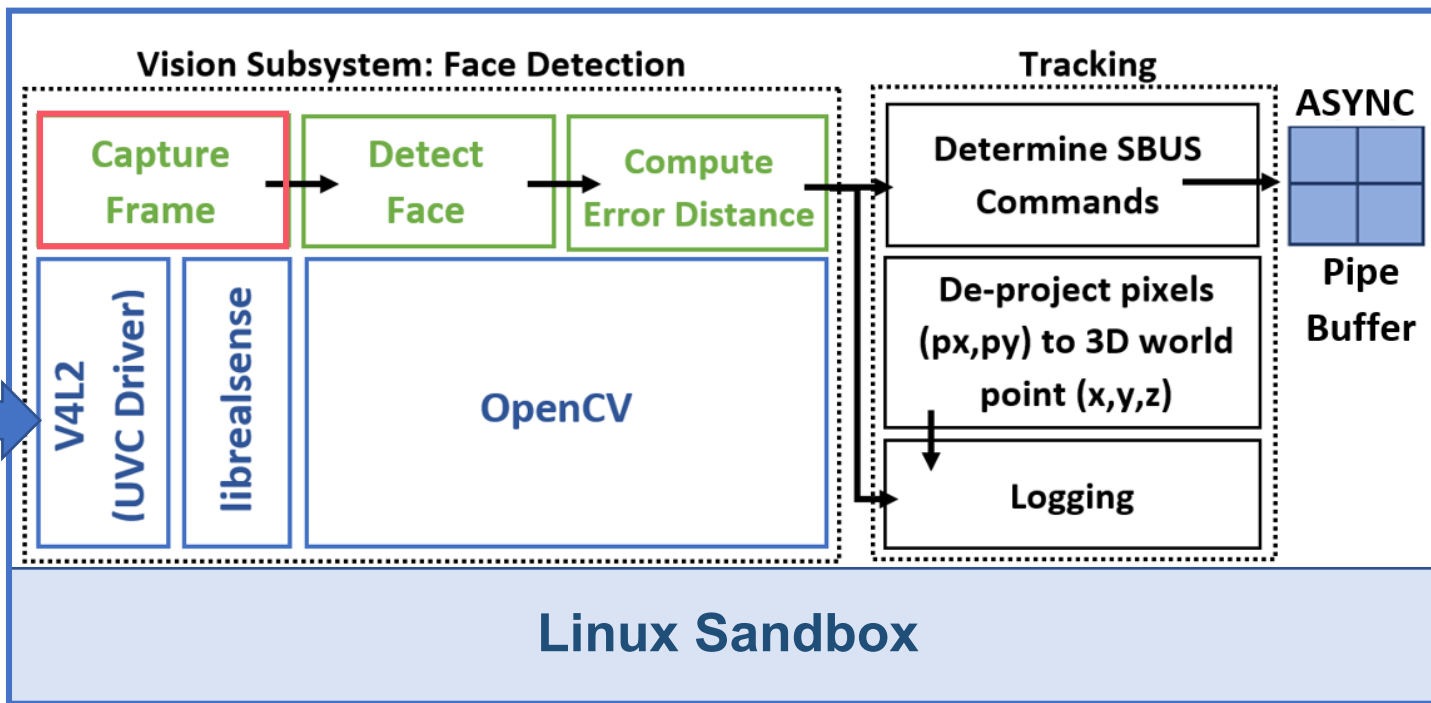 Vision Subsystem: Face Detection
Capture
Frame
Detect
Face
Compute
Error Distance
V4L2
(UVC Driver)
librealsense
OpenCV
Tracking
Determine SBUS
Commands
De-project pixels
(px,py) to 3D world
point (x,y,z)
Logging
ASYNC
Pipe
Buffer
Linux Sandbox